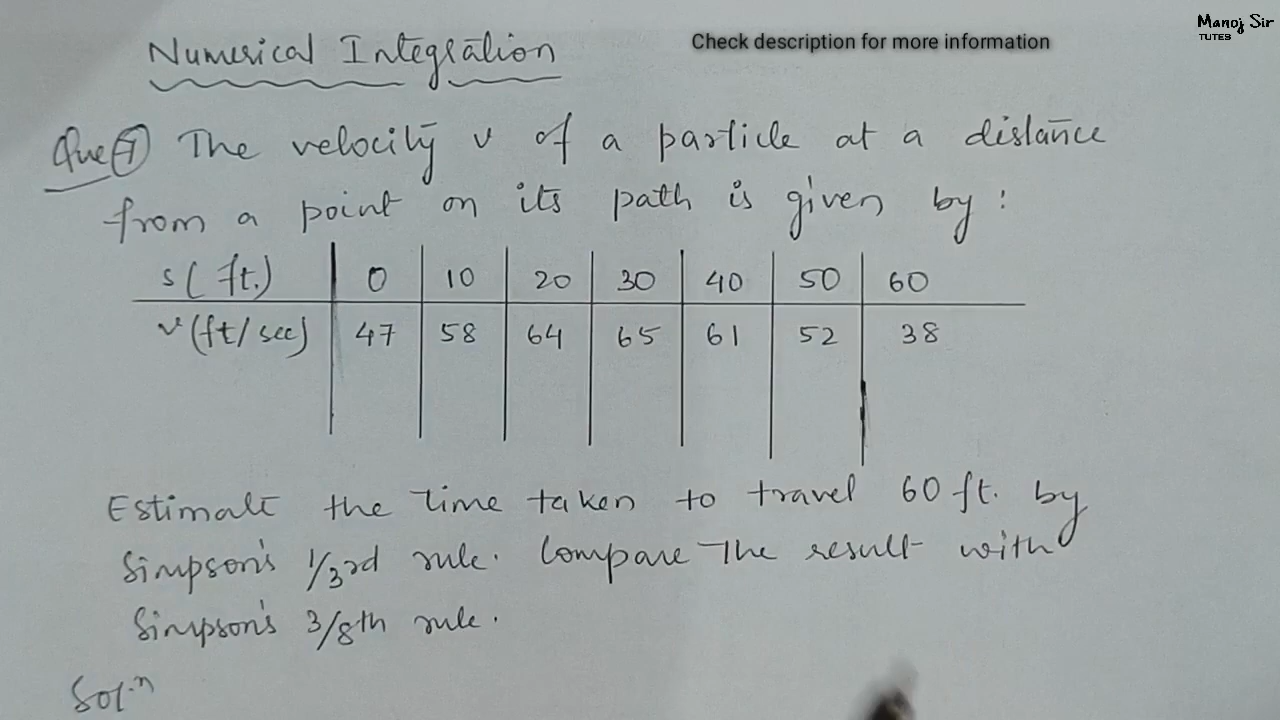 Manoj Sir
TUTES
Numerical Integration
Check description for more information
Que ① The velocity v of a particle at a distance
from a point on its path is given by :
s( ft.) 0 10 20 30 40 50 60
v(ft/sec) 47 58 64 65 61 52 38
Estimate the time taken to travel 60 ft. by
Simpson's 1/3rd rule. Compare The result with
Simpson's 3/8th rule.
Sol.n